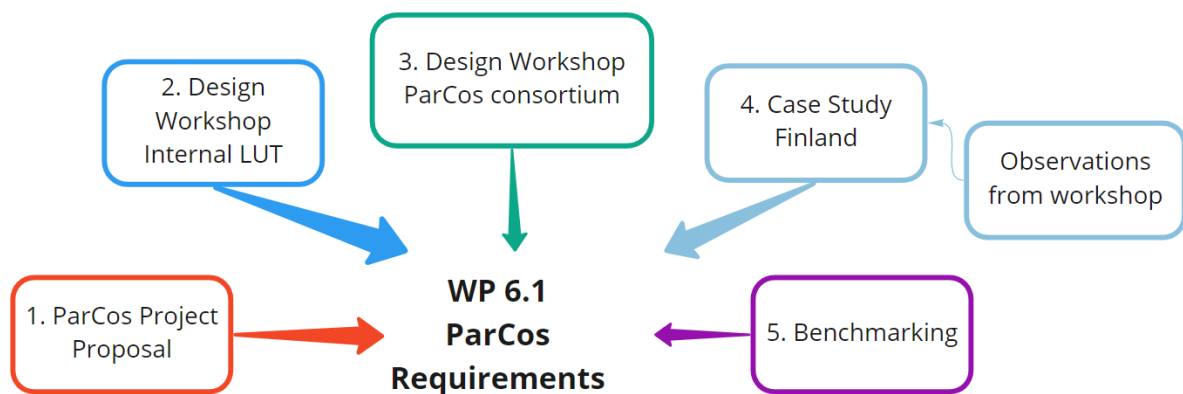 1. ParCos Project
Proposal
2. Design
Workshop
Internal LUT
3. Design Workshop
ParCos consortium
4. Case Study
Finland
Observations
from workshop
5. Benchmarking
WP 6.1
ParCos
Requirements